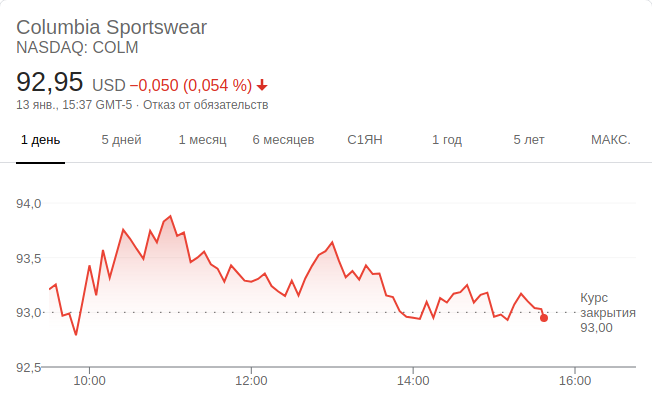 Columbia Sportswear
NASDAQ: COLM
92,95 USD −0,050 (0,054 %)
13 янв., 15:37 GMT-5 · Отказ от обязательств
1 день 5 дней 1 месяц 6 месяцев С1ЯН 1 год 5 лет МАКС.
94,0
93,5
93,0
92,5
Курс
закрытия
93,00
10:00 12:00 14:00 16:00